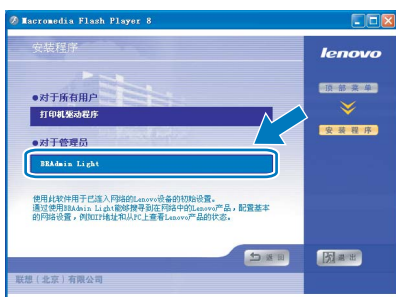 Macromedia Flash Player 8
安装程序
lenovo
顶部菜单
●对于所有用户
打印机驱动程序
安装程序
●对于管理员
BRAdmin Light
使用此软件用于已连入网络的Lenovo设备的初始设置。
通过使用BRAdmin Light能够搜寻到在网络中的Lenovo产品，配置基本
的网络设置，例如IP地址和从PC上查看Lenovo产品的状态。
返回
退出
联想（北京）有限公司